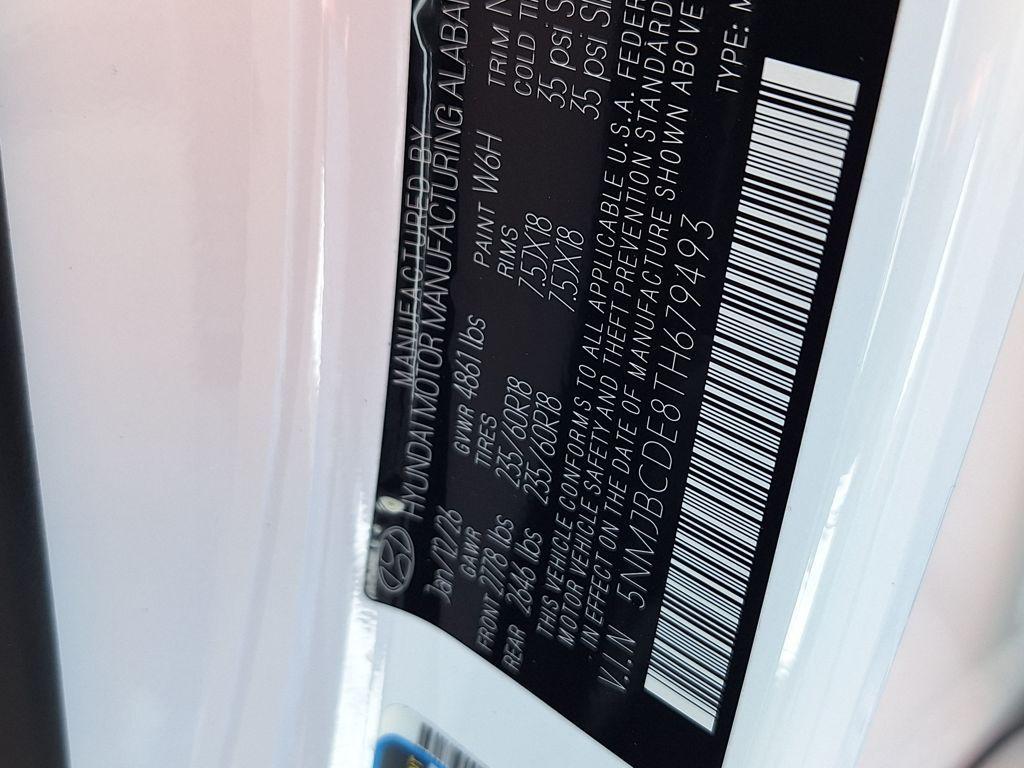 MANUFACTURED BY
HYUNDAI MOTOR MANUFACTURING ALABAM
Jan/12/26 GVWR 4861 lbs PAINT W6H TRIM N
GAWR TIRES RIMS COLD TI
FRONT 2778 lbs 235/60R18 7.5JX18 35 psi S
REAR 2646 lbs 235/60R18 7.5JX18 35 psi SI
THIS VEHICLE CONFORMS TO ALL APPLICABLE U.S.A. FEDER
MOTOR VEHICLE SAFETY AND THEFT PREVENTION STANDARD
IN EFFECT ON THE DATE OF MANUFACTURE SHOWN ABOVE
V.I.N 5NMJBCDE8TH679493 TYPE: M